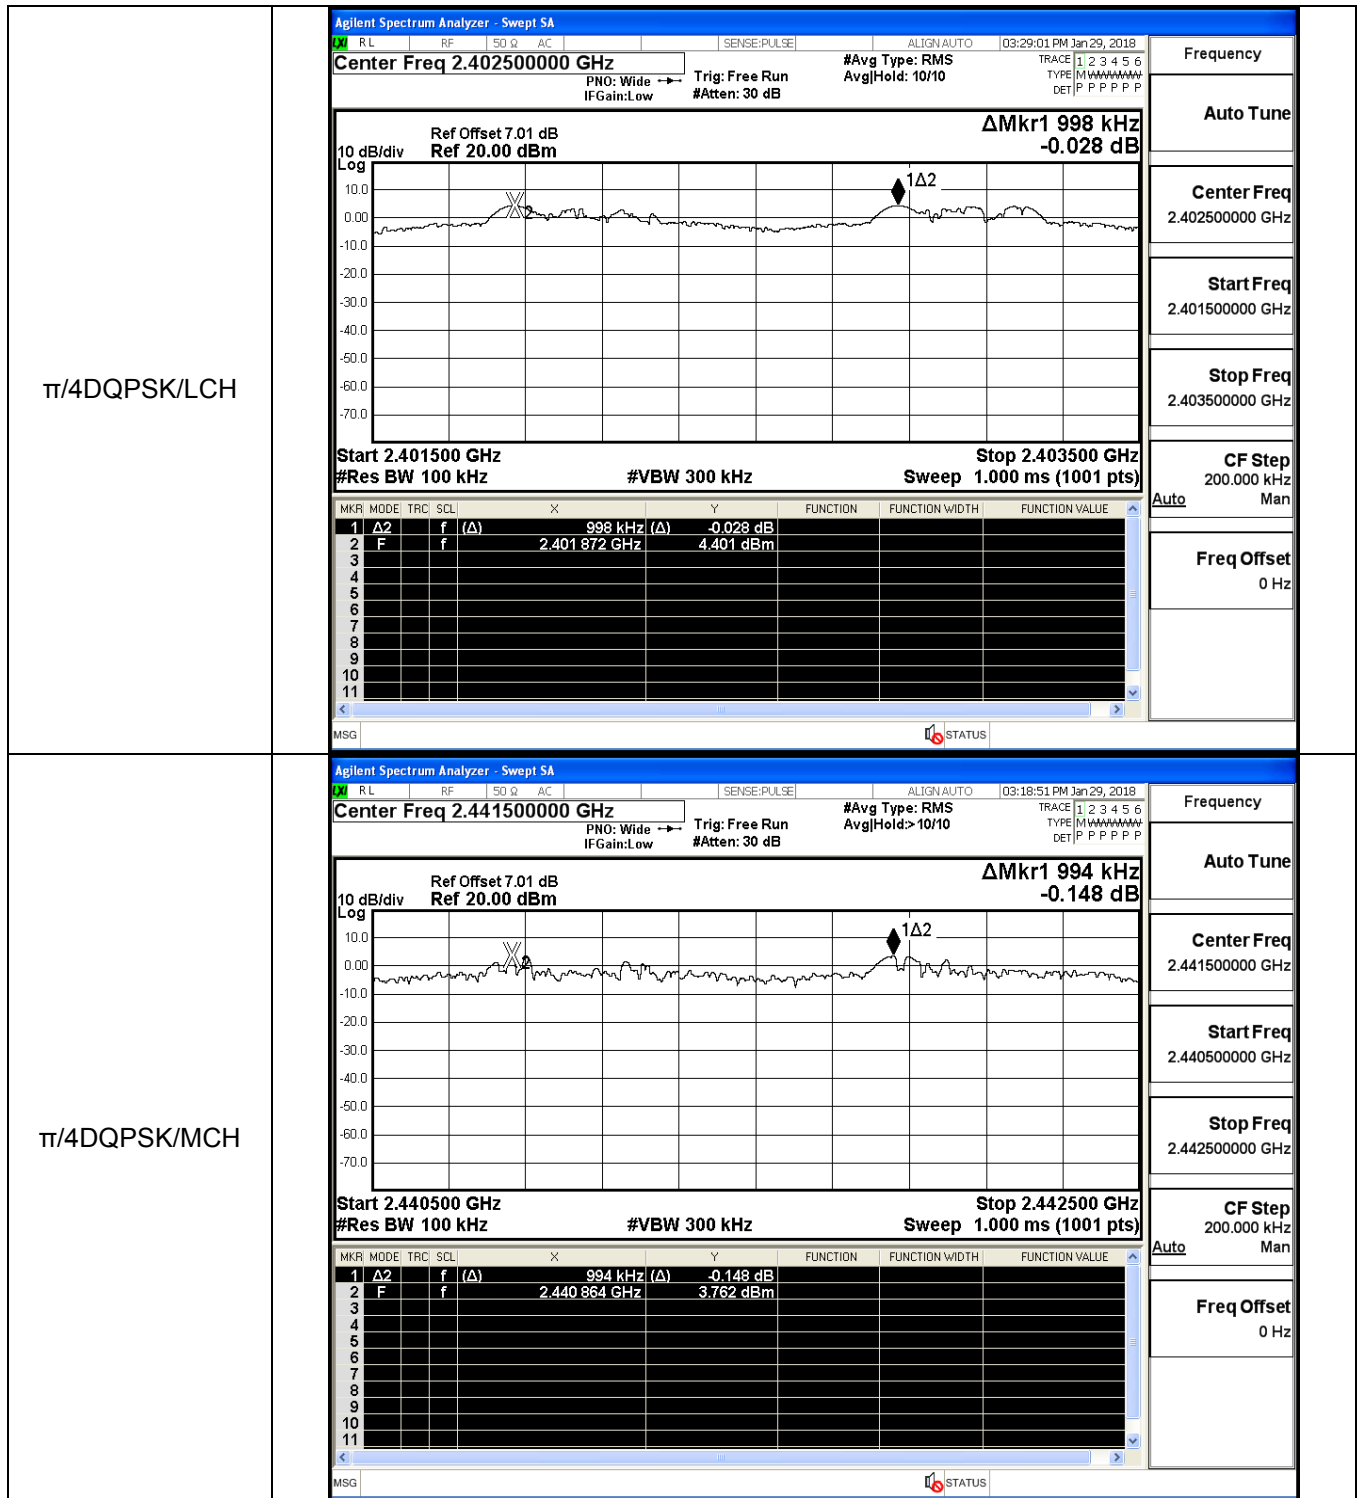 π/4DQPSK/LCH
Agilent Spectrum Analyzer - Swept SA
LXI RL RF 50 Ω AC SENSE:PULSE ALIGN AUTO 03:29:01 PM Jan 29, 2018
Center Freq 2.402500000 GHz
PNO: Wide
IFGain:Low
Trig: Free Run
#Atten: 30 dB
#Avg Type: RMS
Avg|Hold: 10/10
TRACE 1 2 3 4 5 6
TYPE M WWWWW
DET P P P P P P
ΔMkr1 998 kHz
-0.028 dB
Ref Offset 7.01 dB
10 dB/div Ref 20.00 dBm
Log
10.0
0.00
-10.0
-20.0
-30.0
-40.0
-50.0
-60.0
-70.0
2
1Δ2
Start 2.401500 GHz Stop 2.403500 GHz
#Res BW 100 kHz #VBW 300 kHz Sweep 1.000 ms (1001 pts)
MKR MODE TRC SCL X Y FUNCTION FUNCTION WIDTH FUNCTION VALUE
1 Δ2 f (Δ) 998 kHz (Δ) -0.028 dB
2 F f 2.401 872 GHz 4.401 dBm
3
4
5
6
7
8
9
10
11
MSG STATUS
Frequency
Auto Tune
Center Freq
2.402500000 GHz
Start Freq
2.401500000 GHz
Stop Freq
2.403500000 GHz
CF Step
200.000 kHz
Auto Man
Freq Offset
0 Hz
π/4DQPSK/MCH
Agilent Spectrum Analyzer - Swept SA
LXI RL RF 50 Ω AC SENSE:PULSE ALIGN AUTO 03:18:51 PM Jan 29, 2018
Center Freq 2.441500000 GHz
PNO: Wide
IFGain:Low
Trig: Free Run
#Atten: 30 dB
#Avg Type: RMS
Avg|Hold:>10/10
TRACE 1 2 3 4 5 6
TYPE M WWWWW
DET P P P P P P
ΔMkr1 994 kHz
-0.148 dB
Ref Offset 7.01 dB
10 dB/div Ref 20.00 dBm
Log
10.0
0.00
-10.0
-20.0
-30.0
-40.0
-50.0
-60.0
-70.0
2
1Δ2
Start 2.440500 GHz Stop 2.442500 GHz
#Res BW 100 kHz #VBW 300 kHz Sweep 1.000 ms (1001 pts)
MKR MODE TRC SCL X Y FUNCTION FUNCTION WIDTH FUNCTION VALUE
1 Δ2 f (Δ) 994 kHz (Δ) -0.148 dB
2 F f 2.440 864 GHz 3.762 dBm
3
4
5
6
7
8
9
10
11
MSG STATUS
Frequency
Auto Tune
Center Freq
2.441500000 GHz
Start Freq
2.440500000 GHz
Stop Freq
2.442500000 GHz
CF Step
200.000 kHz
Auto Man
Freq Offset
0 Hz